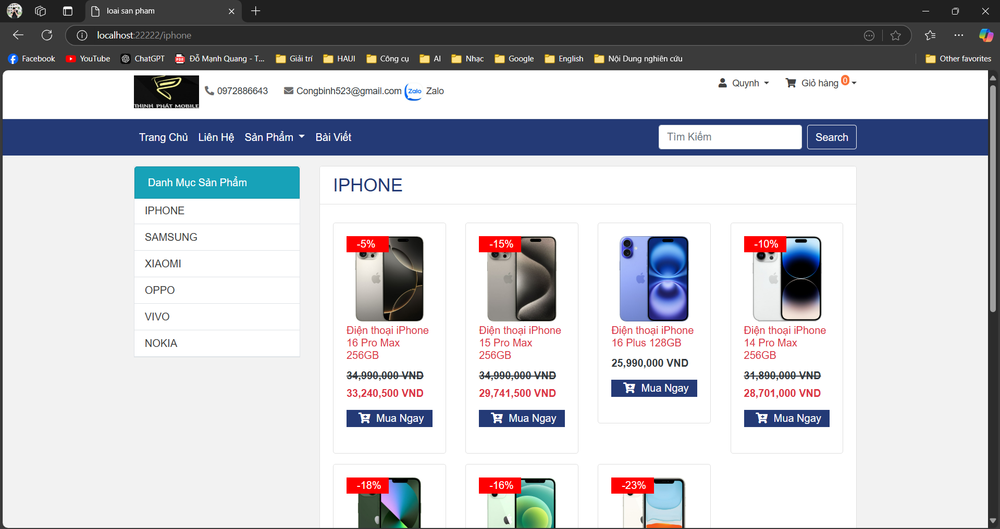 loai san pham
localhost:22222/iphone
Facebook YouTube ChatGPT PDF Đỗ Mạnh Quang - T... Giải trí HAUI Công cụ AI Nhạc Google English Nội Dung nghiên cứu Other favorites
THỊNH PHÁT MOBILE
0972886643 Congbinh523@gmail.com Zalo Zalo
Quynh Giỏ hàng 0
Trang Chủ Liên Hệ Sản Phẩm Bài Viết Tìm Kiếm Search
Danh Mục Sản Phẩm
IPHONE
SAMSUNG
XIAOMI
OPPO
VIVO
NOKIA
IPHONE
-5%
Điện thoại iPhone
16 Pro Max
256GB
34,990,000 VND
33,240,500 VND
Mua Ngay
-15%
Điện thoại iPhone
15 Pro Max
256GB
34,990,000 VND
29,741,500 VND
Mua Ngay
Điện thoại iPhone
16 Plus 128GB
25,990,000 VND
Mua Ngay
-10%
Điện thoại iPhone
14 Pro Max
256GB
31,890,000 VND
28,701,000 VND
Mua Ngay
-18%
-16%
-23%